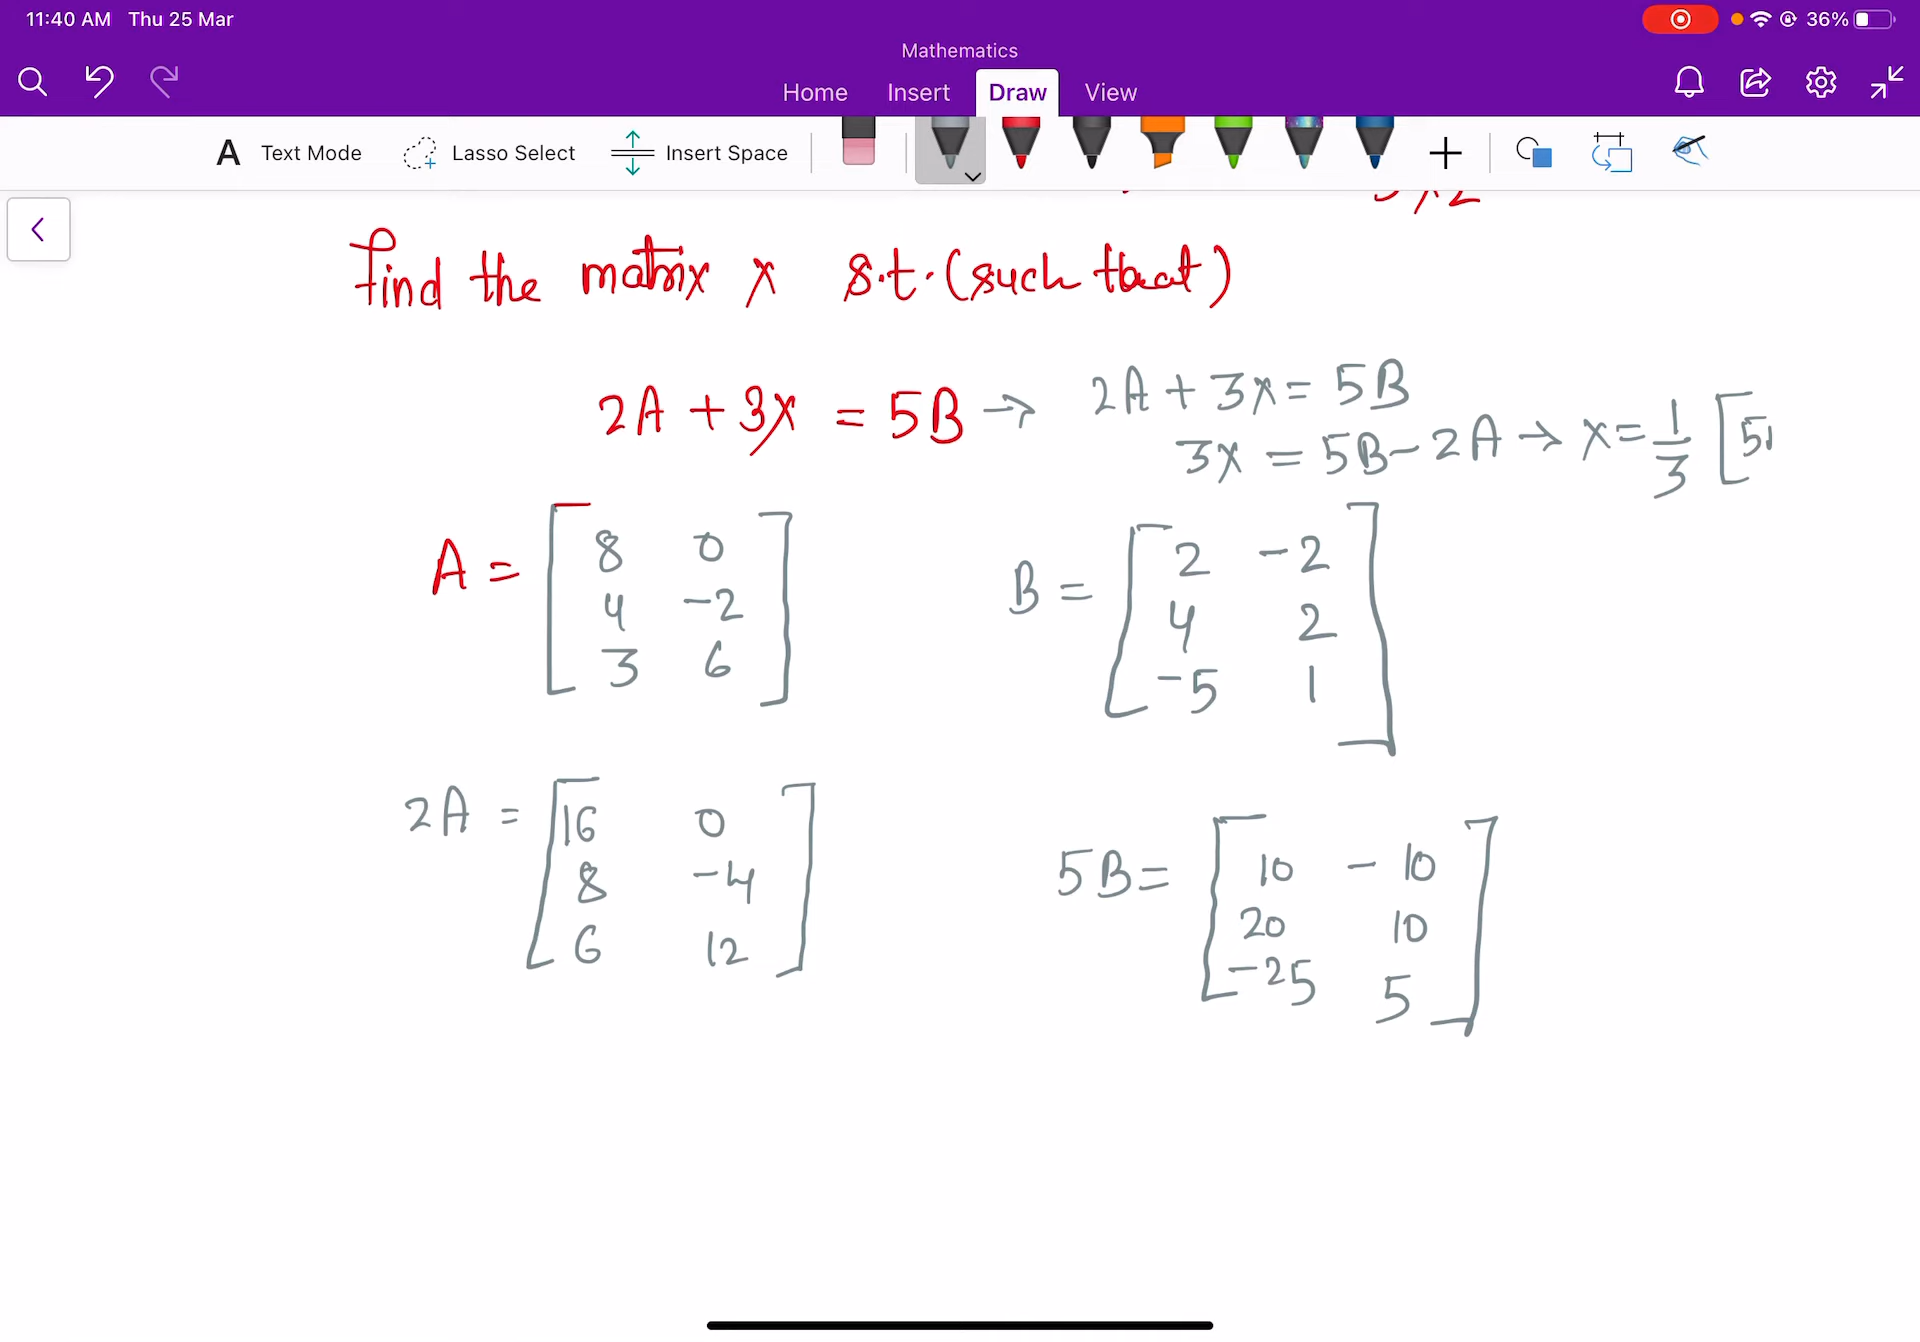 11:40 AM Thu 25 Mar
36%
Mathematics
Home Insert Draw View
A Text Mode Lasso Select Insert Space
find the matrix X s.t. (such that)
2A + 3X = 5B → 2A + 3X = 5B
3X = 5B - 2A → X = 1/3 [5
A = [8 0
4 -2
3 6]
B = [2 -2
4 2
-5 1]
2A = [16 0
8 -4
6 12]
5B = [10 -10
20 10
-25 5]